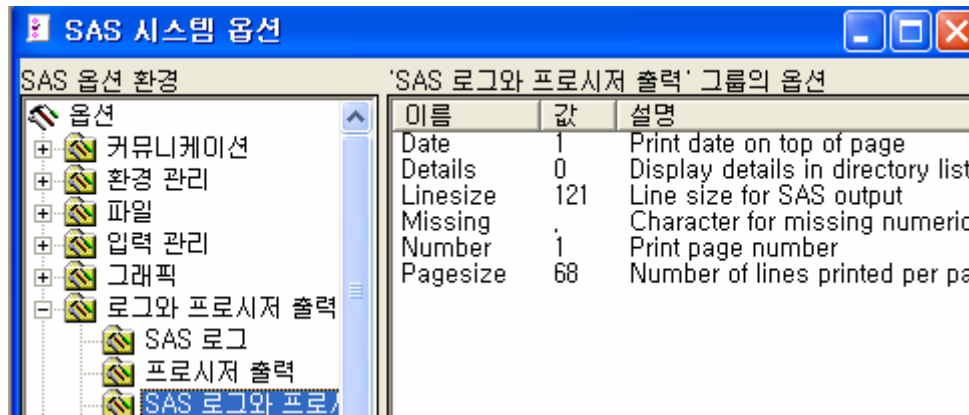 SAS 시스템 옵션
SAS 옵션 환경
옵션
커뮤니케이션
환경 관리
파일
입력 관리
그래픽
로그와 프로시저 출력
SAS 로그
프로시저 출력
SAS 로그와 프로시
'SAS 로그와 프로시저 출력' 그룹의 옵션
이름 값 설명
Date 1 Print date on top of page
Details 0 Display details in directory list
Linesize 121 Line size for SAS output
Missing . Character for missing numeric
Number 1 Print page number
Pagesize 68 Number of lines printed per pa